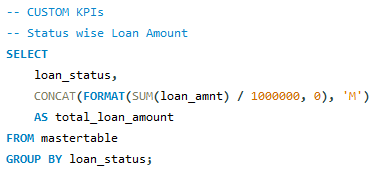 -- CUSTOM KPIs
-- Status wise Loan Amount
SELECT
    loan_status,
    CONCAT(FORMAT(SUM(loan_amnt) / 1000000, 0), 'M')
    AS total_loan_amount
FROM mastertable
GROUP BY loan_status;